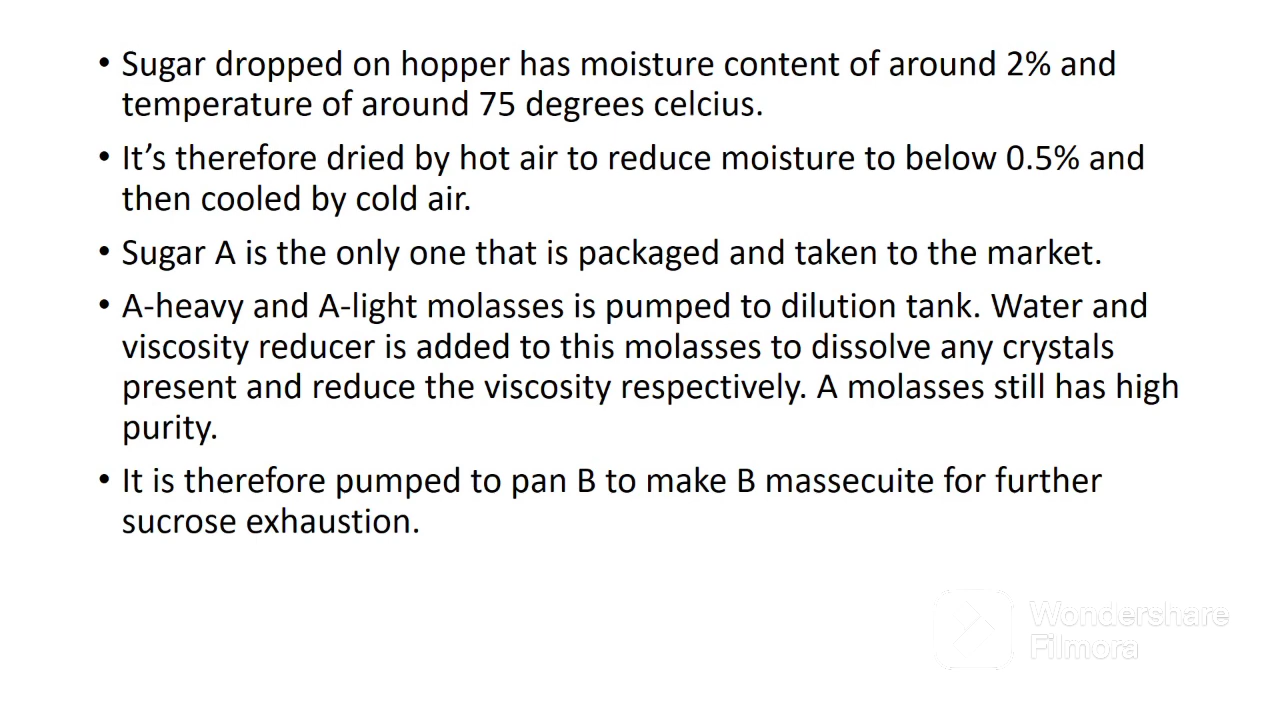 • Sugar dropped on hopper has moisture content of around 2% and
temperature of around 75 degrees celcius.
• It’s therefore dried by hot air to reduce moisture to below 0.5% and
then cooled by cold air.
• Sugar A is the only one that is packaged and taken to the market.
• A-heavy and A-light molasses is pumped to dilution tank. Water and
viscosity reducer is added to this molasses to dissolve any crystals
present and reduce the viscosity respectively. A molasses still has high
purity.
• It is therefore pumped to pan B to make B massecuite for further
sucrose exhaustion.
Wondershare
Filmora